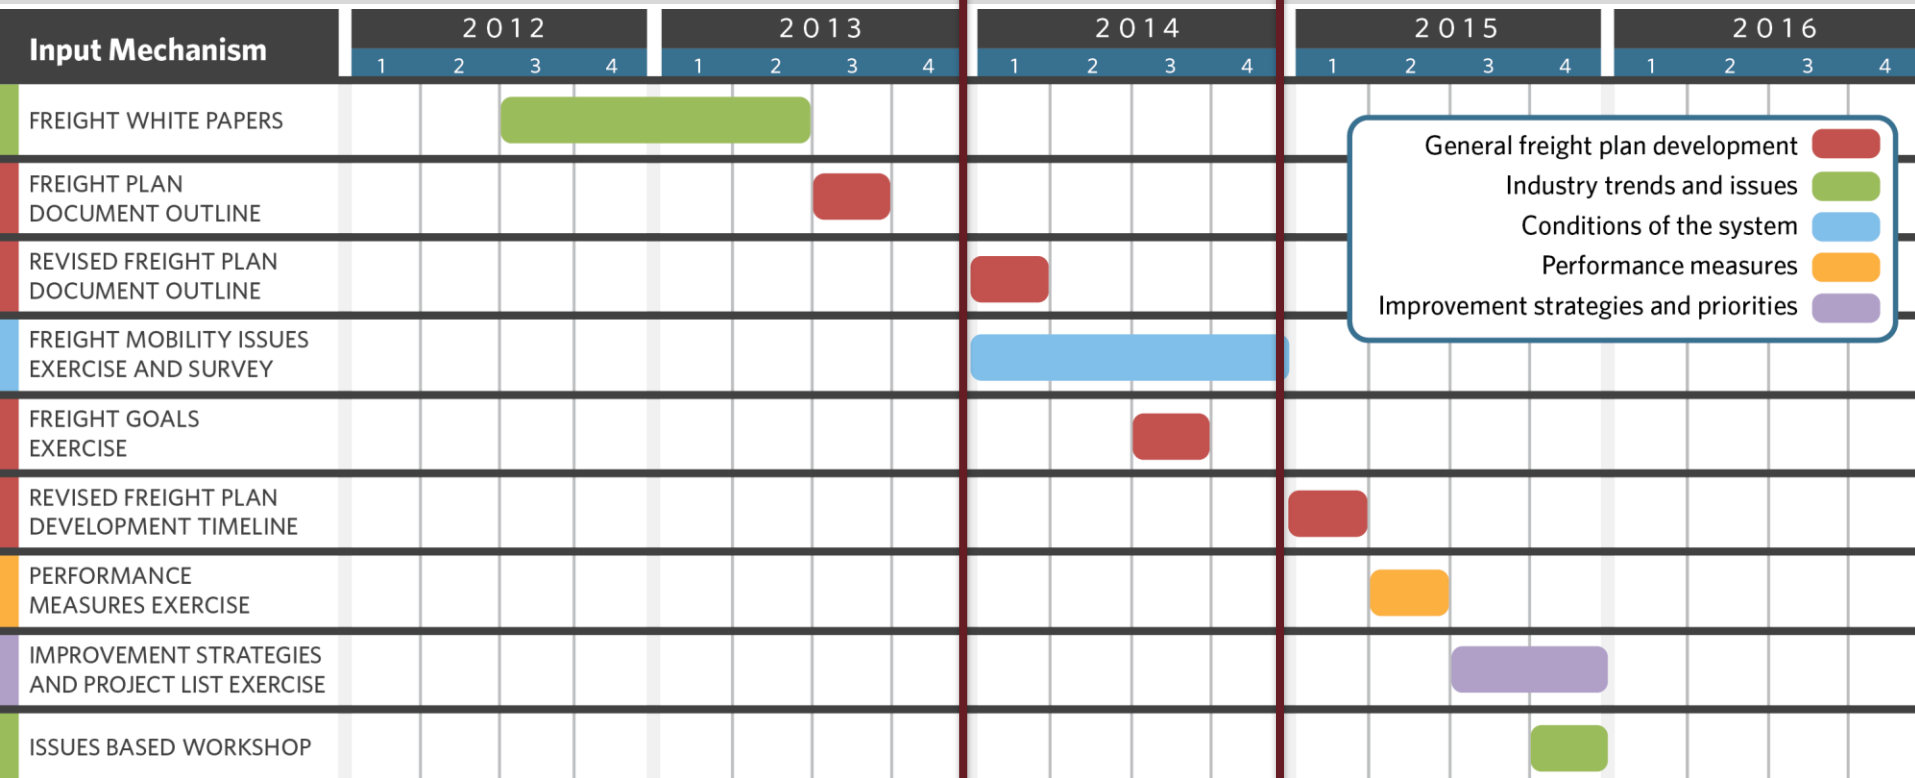 Input Mechanism
2012
2013
2014
2015
2016
1 2 3 4 1 2 3 4 1 2 3 4 1 2 3 4 1 2 3 4
FREIGHT WHITE PAPERS
FREIGHT PLAN
DOCUMENT OUTLINE
REVISED FREIGHT PLAN
DOCUMENT OUTLINE
FREIGHT MOBILITY ISSUES
EXERCISE AND SURVEY
FREIGHT GOALS
EXERCISE
REVISED FREIGHT PLAN
DEVELOPMENT TIMELINE
PERFORMANCE
MEASURES EXERCISE
IMPROVEMENT STRATEGIES
AND PROJECT LIST EXERCISE
ISSUES BASED WORKSHOP
General freight plan development
Industry trends and issues
Conditions of the system
Performance measures
Improvement strategies and priorities